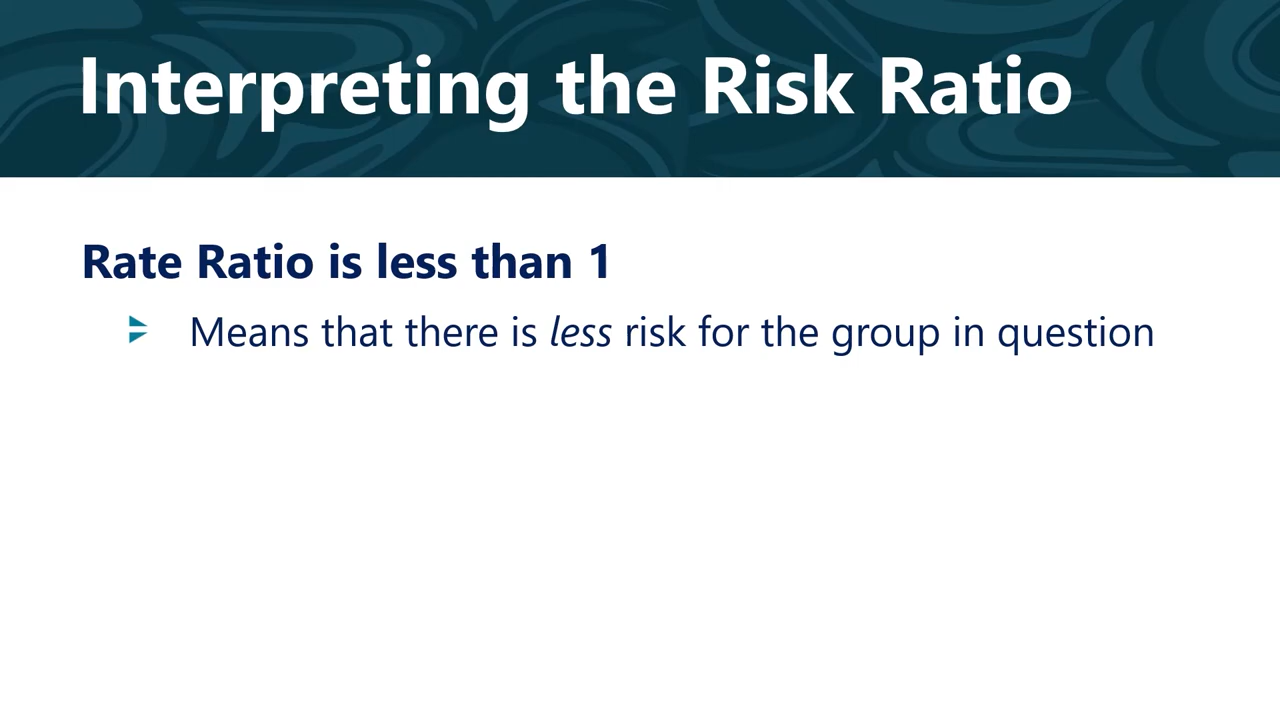 Interpreting the Risk Ratio
Rate Ratio is less than 1
Means that there is less risk for the group in question